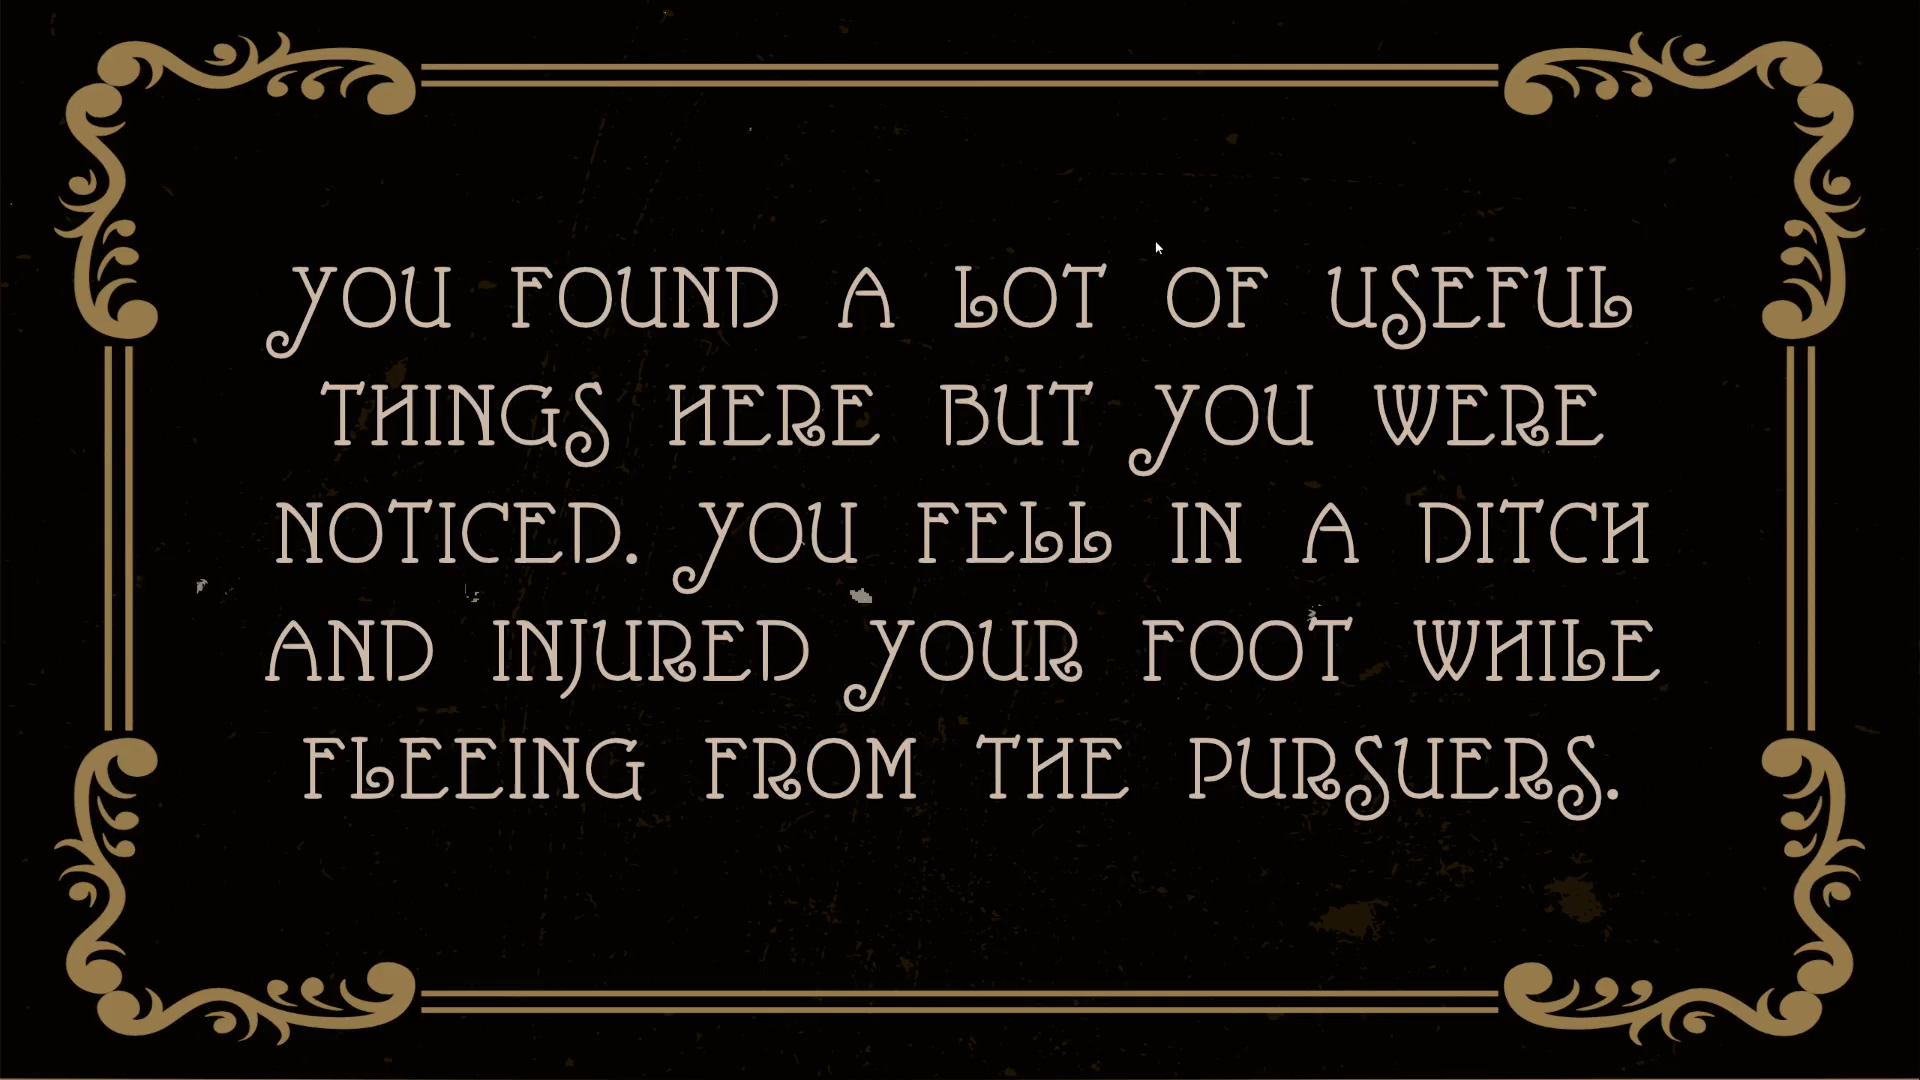 YOU FOUND A LOT OF USEFUL
THINGS HERE BUT YOU WERE
NOTICED. YOU FELL IN A DITCH
AND INJURED YOUR FOOT WHILE
FLEEING FROM THE PURSUERS.